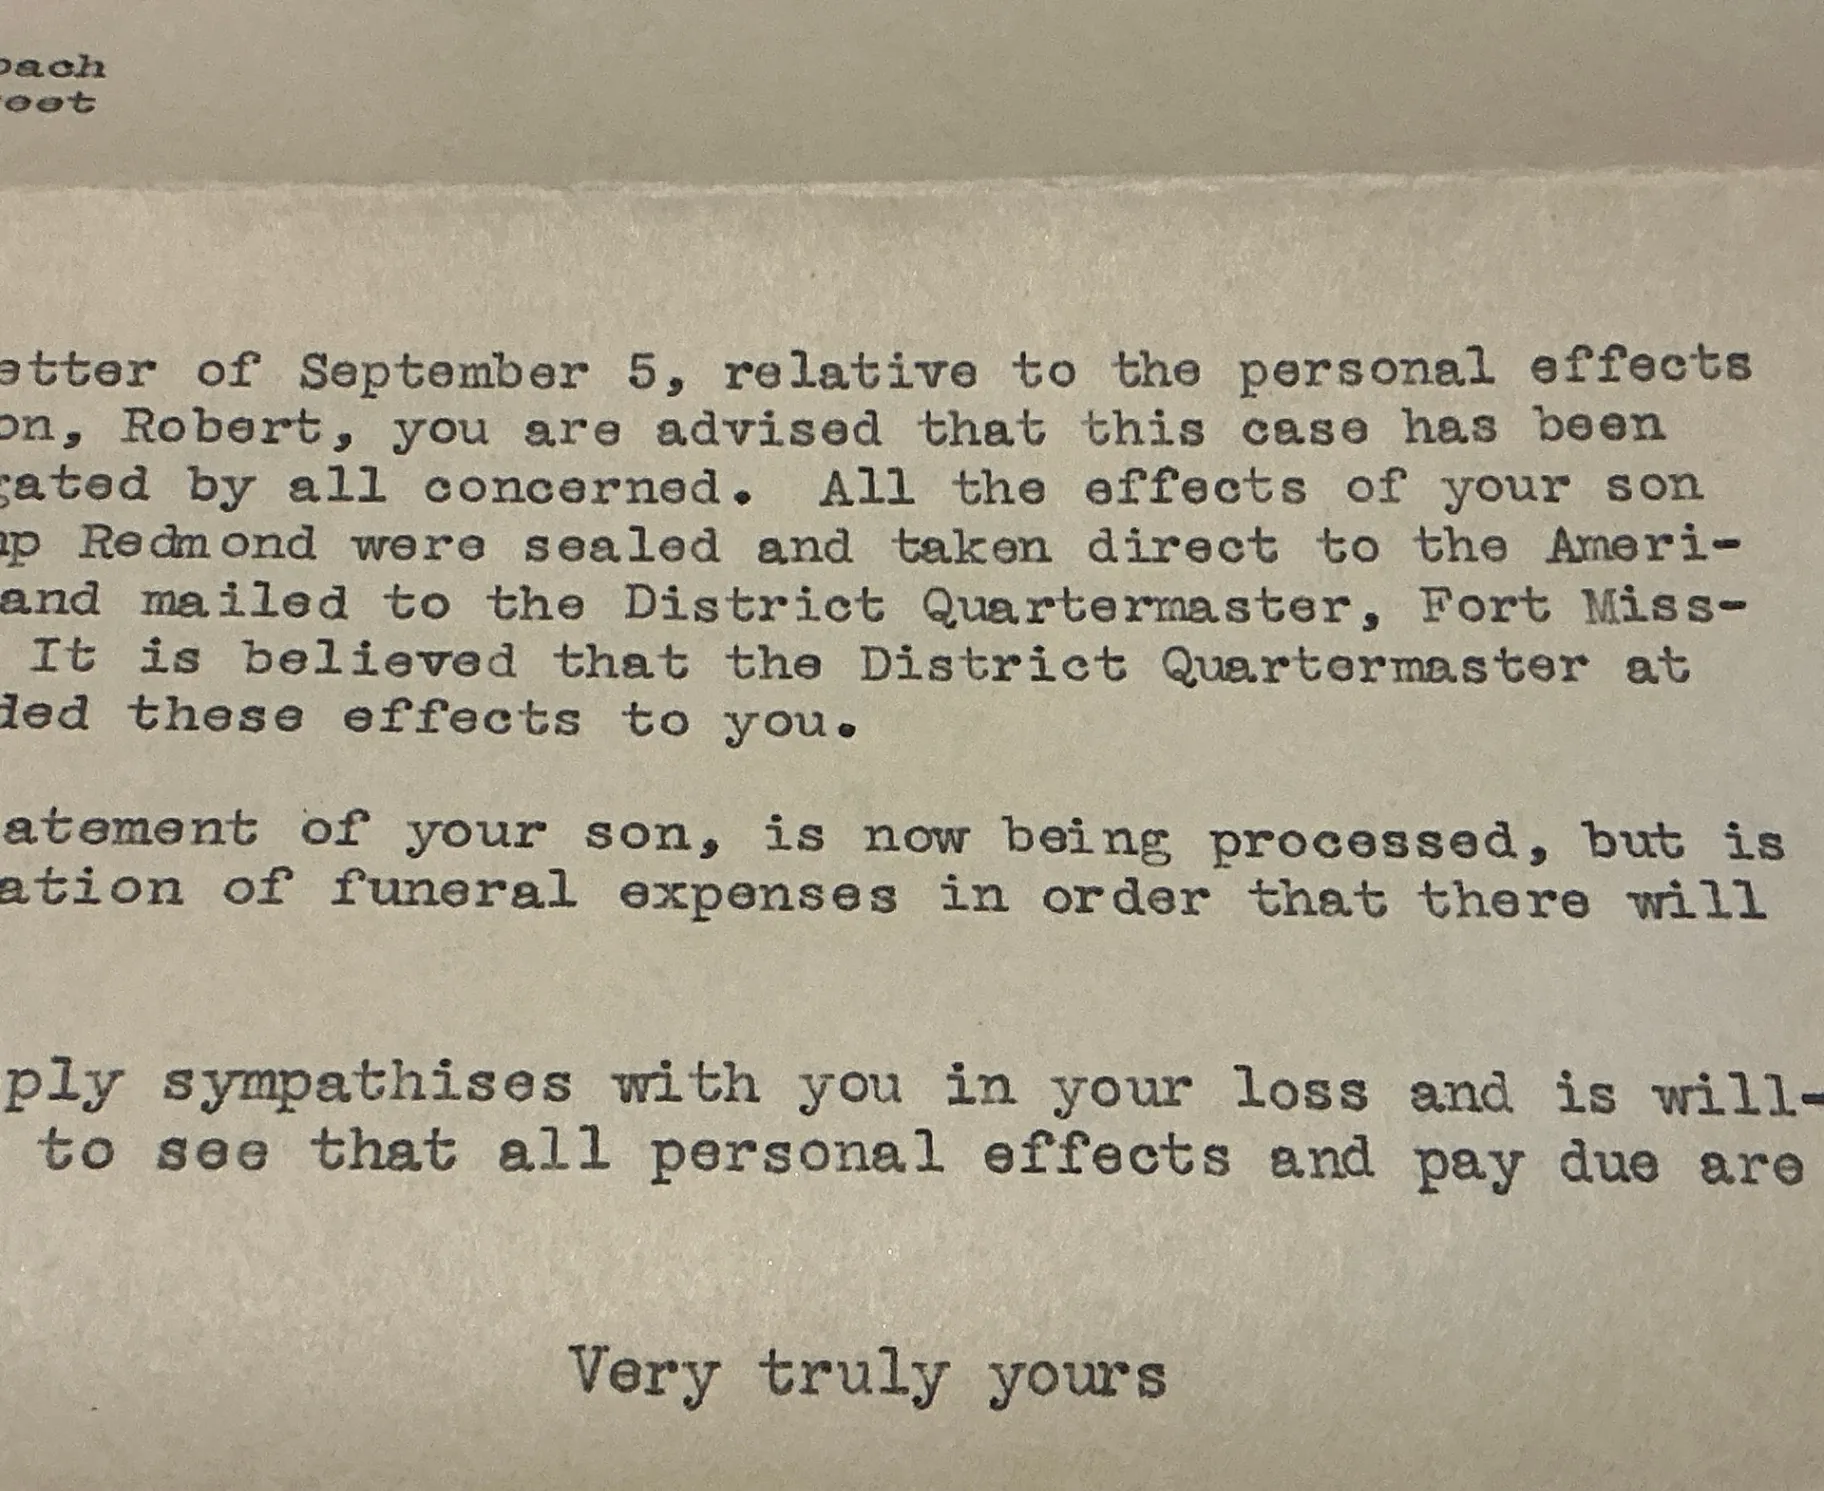 bach
reet
etter of September 5, relative to the personal effects
on, Robert, you are advised that this case has been
gated by all concerned. All the effects of your son
mp Redmond were sealed and taken direct to the Ameri-
and mailed to the District Quartermaster, Fort Miss-
It is believed that the District Quartermaster at
ded these effects to you.
atement of your son, is now being processed, but is
ation of funeral expenses in order that there will
ply sympathises with you in your loss and is will-
to see that all personal effects and pay due are
Very truly yours